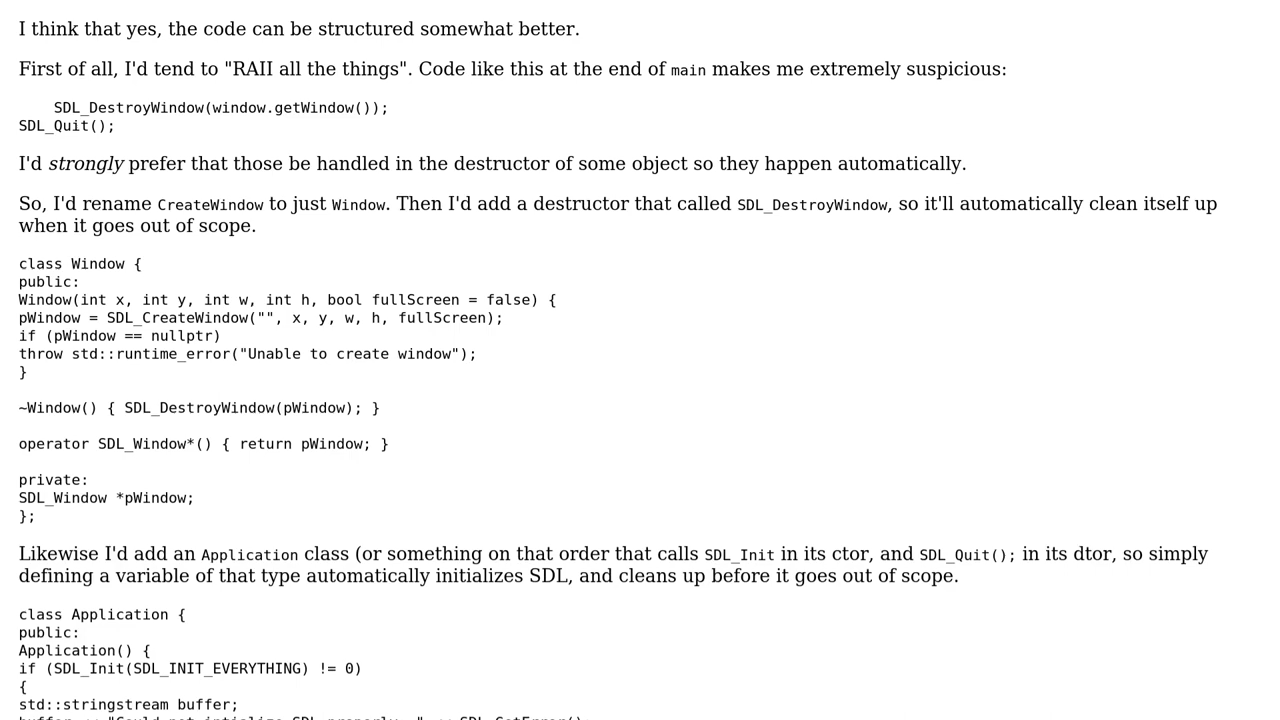 I think that yes, the code can be structured somewhat better.
First of all, I'd tend to "RAII all the things". Code like this at the end of main makes me extremely suspicious:
SDL_DestroyWindow(window.getWindow());
SDL_Quit();
I'd strongly prefer that those be handled in the destructor of some object so they happen automatically.
So, I'd rename CreateWindow to just Window. Then I'd add a destructor that called SDL_DestroyWindow, so it'll automatically clean itself up
when it goes out of scope.
class Window {
public:
Window(int x, int y, int w, int h, bool fullScreen = false) {
pWindow = SDL_CreateWindow("", x, y, w, h, fullScreen);
if (pWindow == nullptr)
throw std::runtime_error("Unable to create window");
}
~Window() { SDL_DestroyWindow(pWindow); }
operator SDL_Window*() { return pWindow; }
private:
SDL_Window *pWindow;
};
Likewise I'd add an Application class (or something on that order that calls SDL_Init in its ctor, and SDL_Quit(); in its dtor, so simply
defining a variable of that type automatically initializes SDL, and cleans up before it goes out of scope.
class Application {
public:
Application() {
if (SDL_Init(SDL_INIT_EVERYTHING) != 0)
{
std::stringstream buffer;